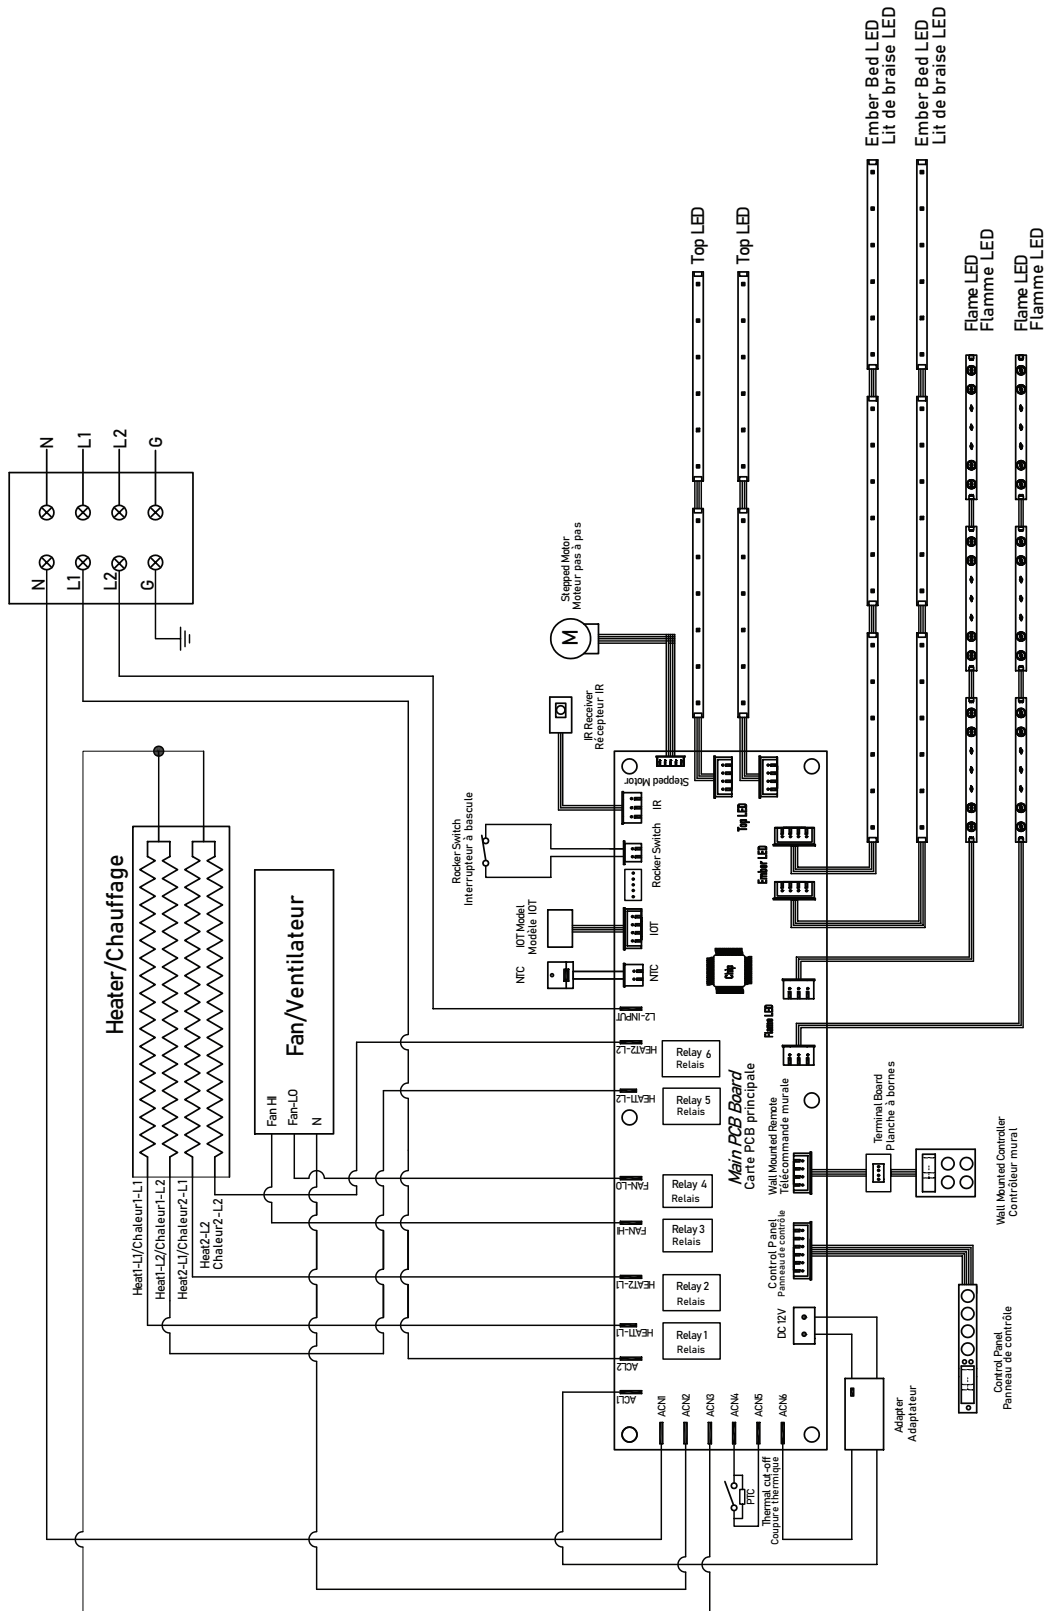 Ember Bed LED
Lit de braise LED
Ember Bed LED
Lit de braise LED
Top LED
Top LED
Flame LED
Flamme LED
Flame LED
Flamme LED
N
L1
L2
G
N
L1
L2
G
Stepped Motor
Moteur pas à pas
M
IR Receiver
Récepteur IR
Rocker Switch
Interrupteur à bascule
IOT Model
Modèle IOT
NTC
Heater/Chauffage
Fan/Ventilateur
Fan HI
Fan-LO
N
Heat1-L1/Chaleur1-L1
Heat1-L2/Chaleur1-L2
Heat2-L1/Chaleur2-L1
Heat2-L2
Chaleur2-L2
Stepped Motor
IR
Rocker Switch
IOT
NTC
L2-INPUT
HEAT2-L2
HEAT1-L2
FAN-LO
FAN-HI
HEAT2-L1
HEAT1-L1
ACL2
ACL1
Top LED
Ember LED
Chip
Flame LED
Relay 6
Relais
Relay 5
Relais
Relay 4
Relais
Relay 3
Relais
Relay 2
Relais
Relay 1
Relais
Main PCB Board
Carte PCB principale
Wall Mounted Remote
Télécommande murale
Control Panel
Panneau de contrôle
DC 12V
ACN1
ACN2
ACN3
ACN4
ACN5
ACN6
PTC
Thermal cut-off
Coupure thermique
Terminal Board
Planche à bornes
Wall Mounted Controller
Contrôleur mural
Control Panel
Panneau de contrôle
Adapter
Adaptateur